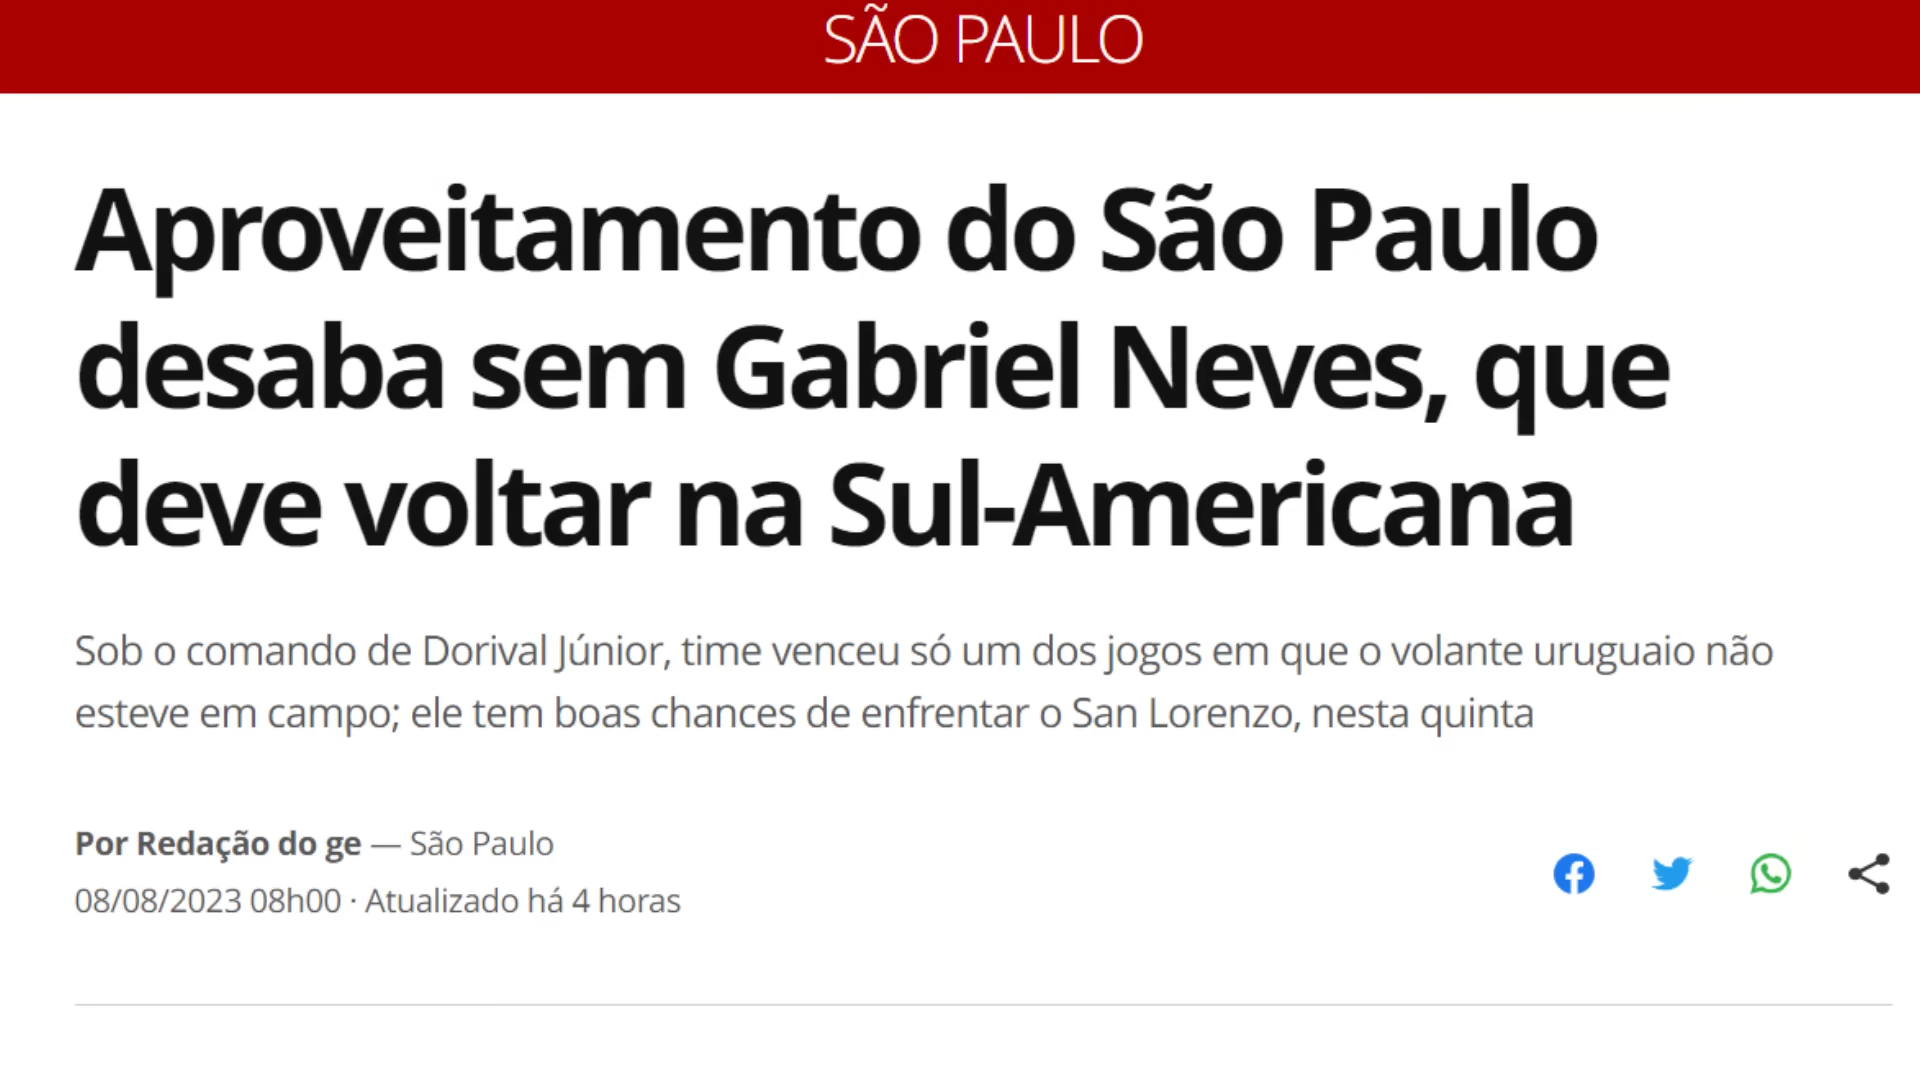 SÃO PAULO
Aproveitamento do São Paulo
desaba sem Gabriel Neves, que
deve voltar na Sul-Americana
Sob o comando de Dorival Júnior, time venceu só um dos jogos em que o volante uruguaio não
esteve em campo; ele tem boas chances de enfrentar o San Lorenzo, nesta quinta
Por Redação do ge — São Paulo
08/08/2023 08h00 · Atualizado há 4 horas